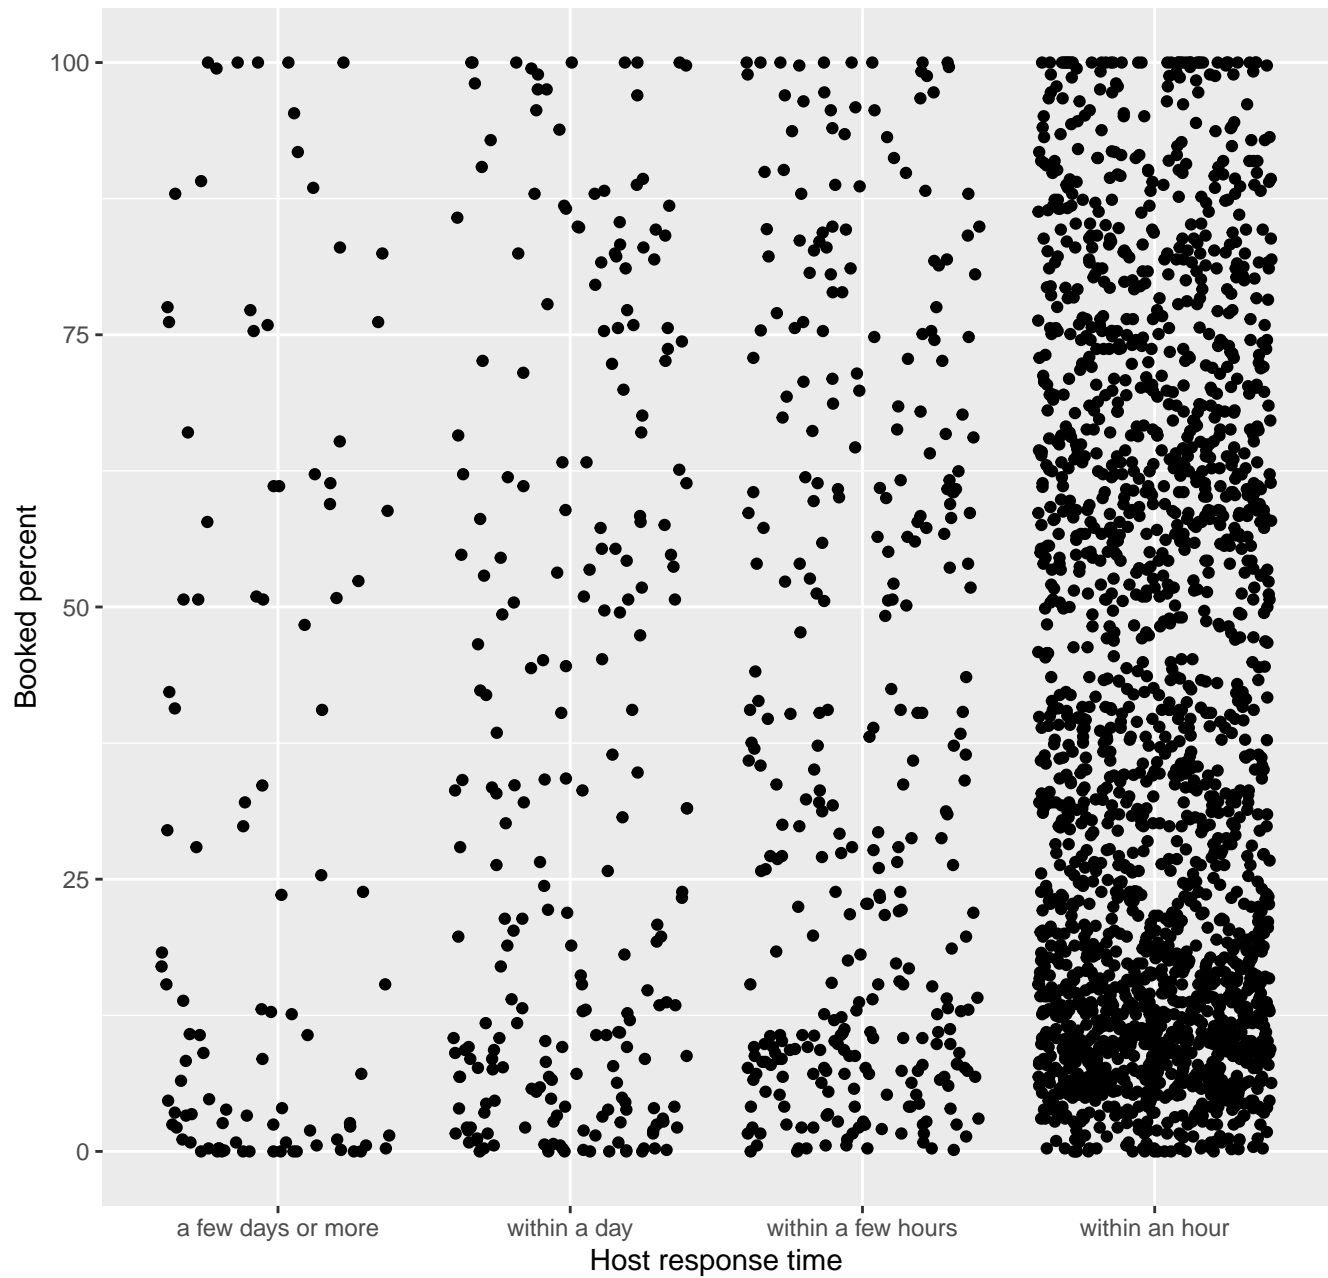 100
75
50
25
0
Booked percent
a few days or more
within a day
within a few hours
within an hour
Host response time